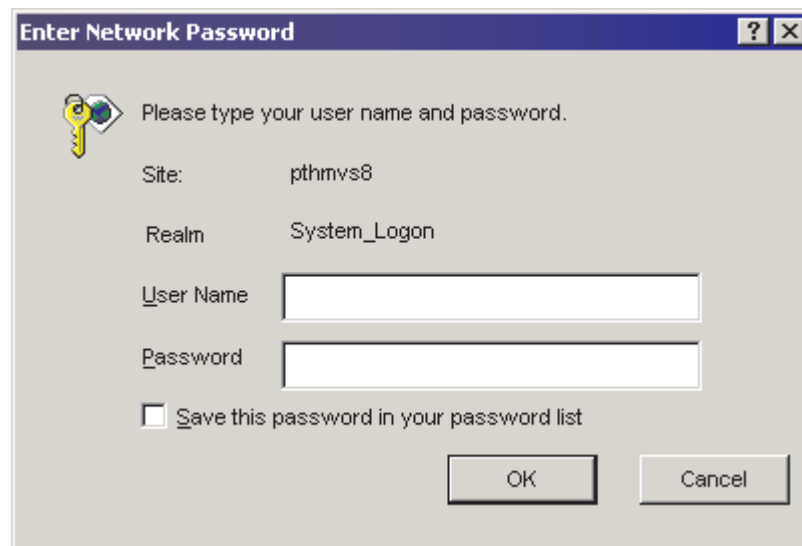 Enter Network Password
?
Please type your user name and password.
Site: pthmvs8
Realm System_Logon
User Name
Password
Save this password in your password list
OK Cancel